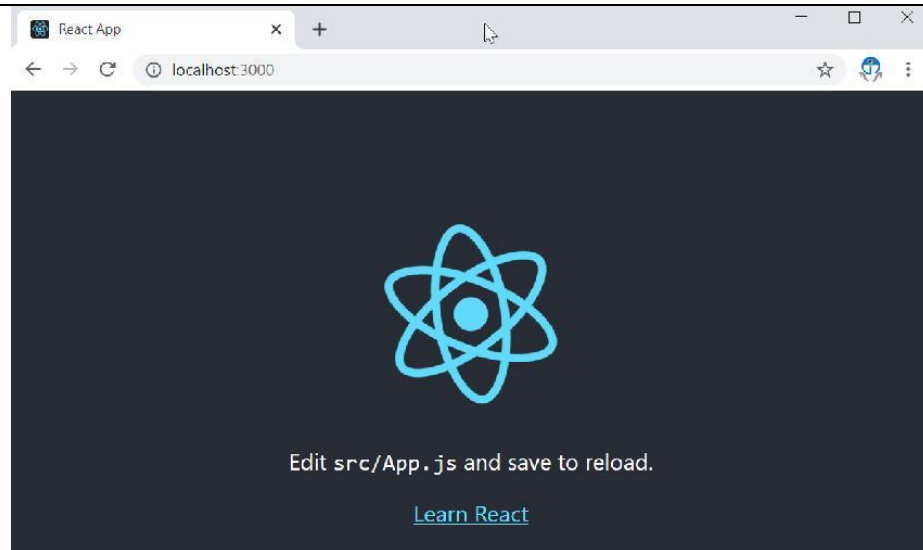 React App
localhost:3000
Edit src/App.js and save to reload.
Learn React